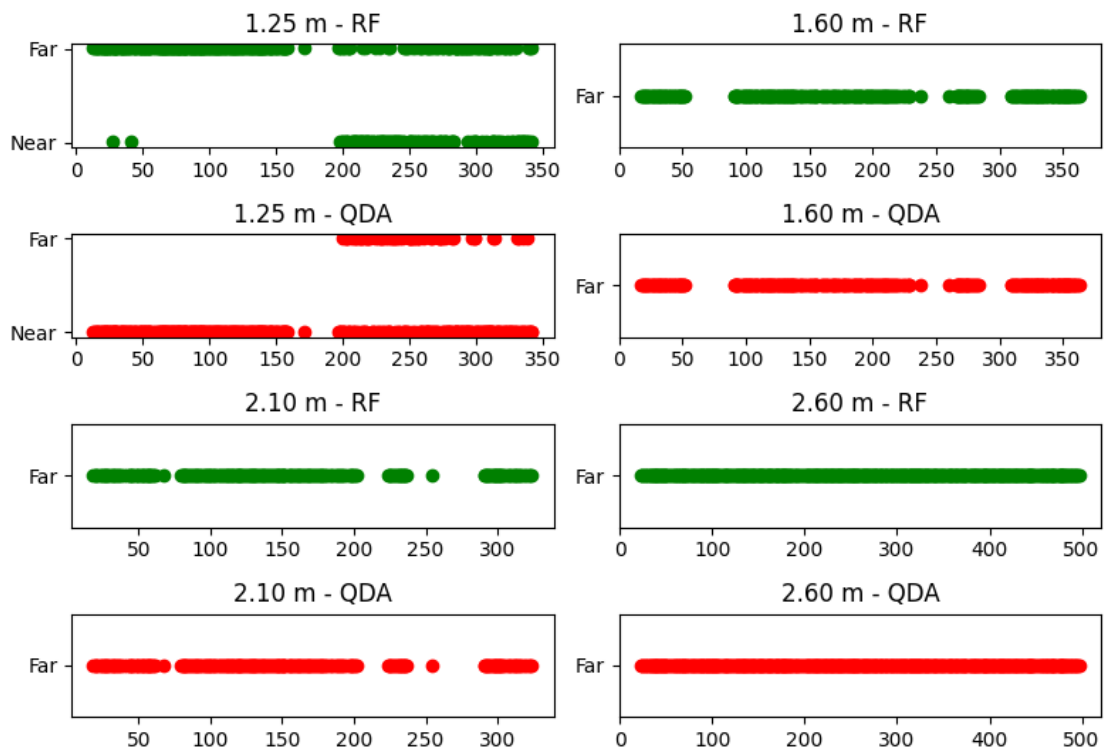 1.25 m - RF
Far
Near
0 50 100 150 200 250 300 350
1.60 m - RF
Far
0 50 100 150 200 250 300 350
1.25 m - QDA
Far
Near
0 50 100 150 200 250 300 350
1.60 m - QDA
Far
0 50 100 150 200 250 300 350
2.10 m - RF
Far
50 100 150 200 250 300
2.60 m - RF
Far
0 100 200 300 400 500
2.10 m - QDA
Far
50 100 150 200 250 300
2.60 m - QDA
Far
0 100 200 300 400 500